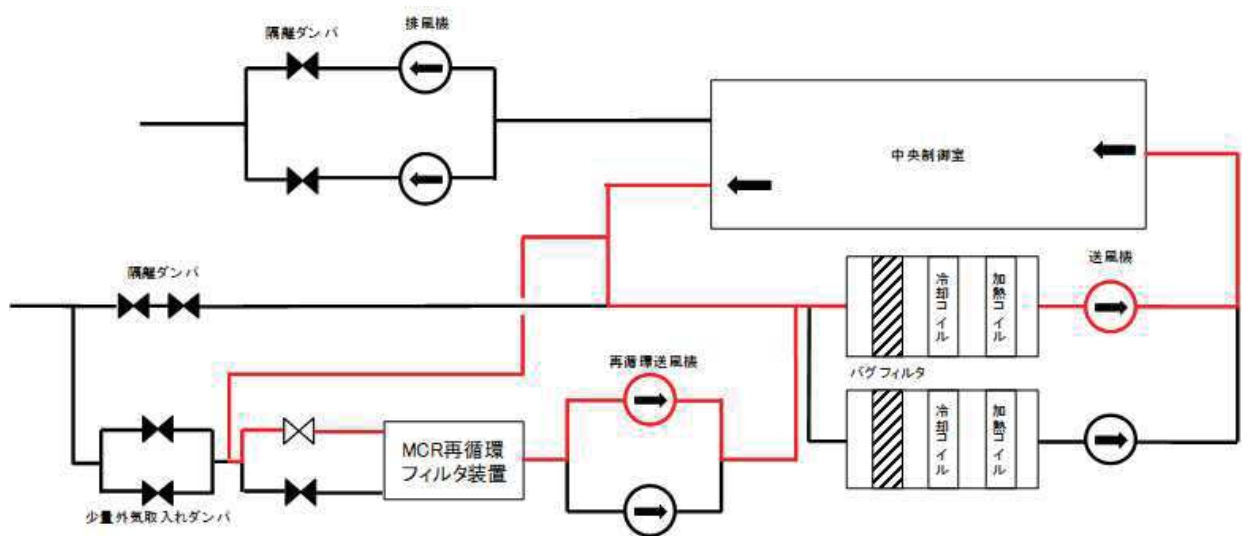 隔離ダンパ
排風機
中央制御室
隔離ダンパ
送風機
冷却コイル
加熱コイル
再循環送風機
バグフィルタ
冷却コイル
加熱コイル
MCR再循環
フィルタ装置
少量外気取入れダンパ